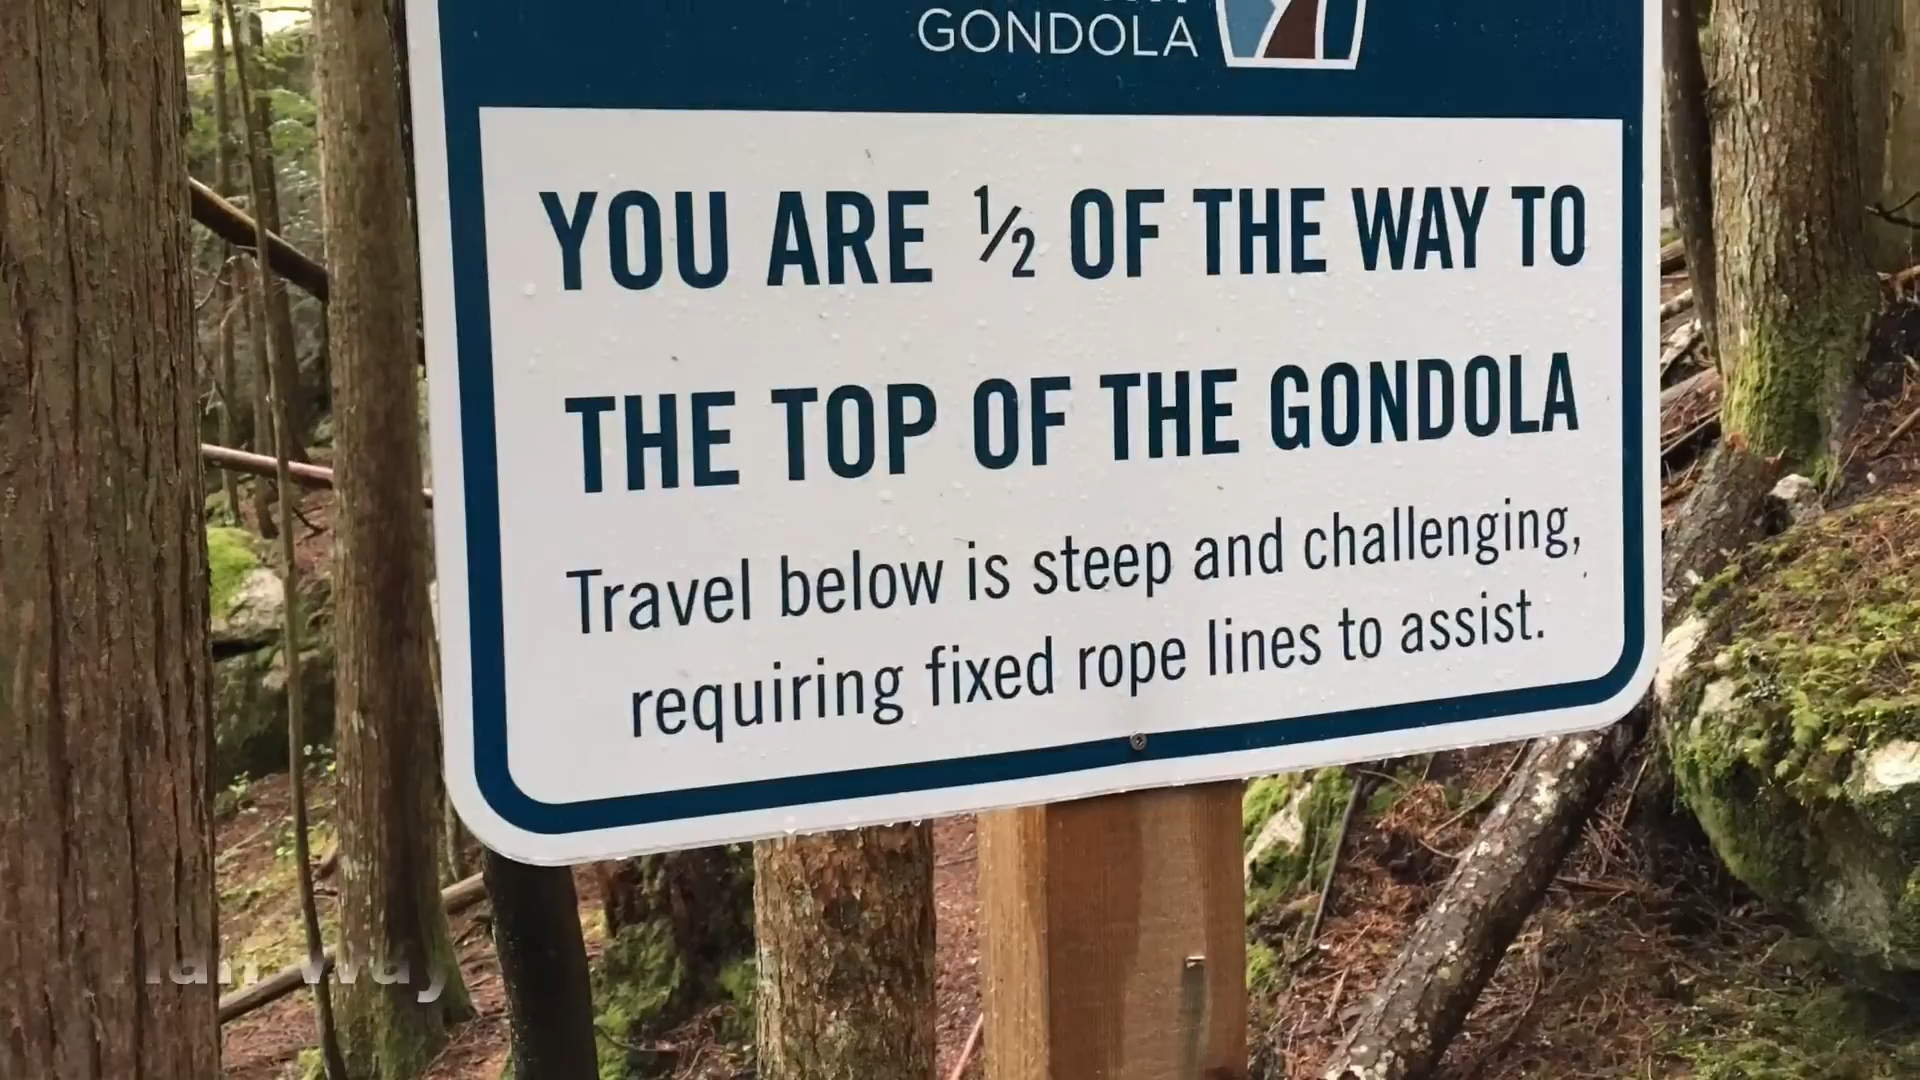 GONDOLA
YOU ARE ½ OF THE WAY TO
THE TOP OF THE GONDOLA
Travel below is steep and challenging,
requiring fixed rope lines to assist.
way